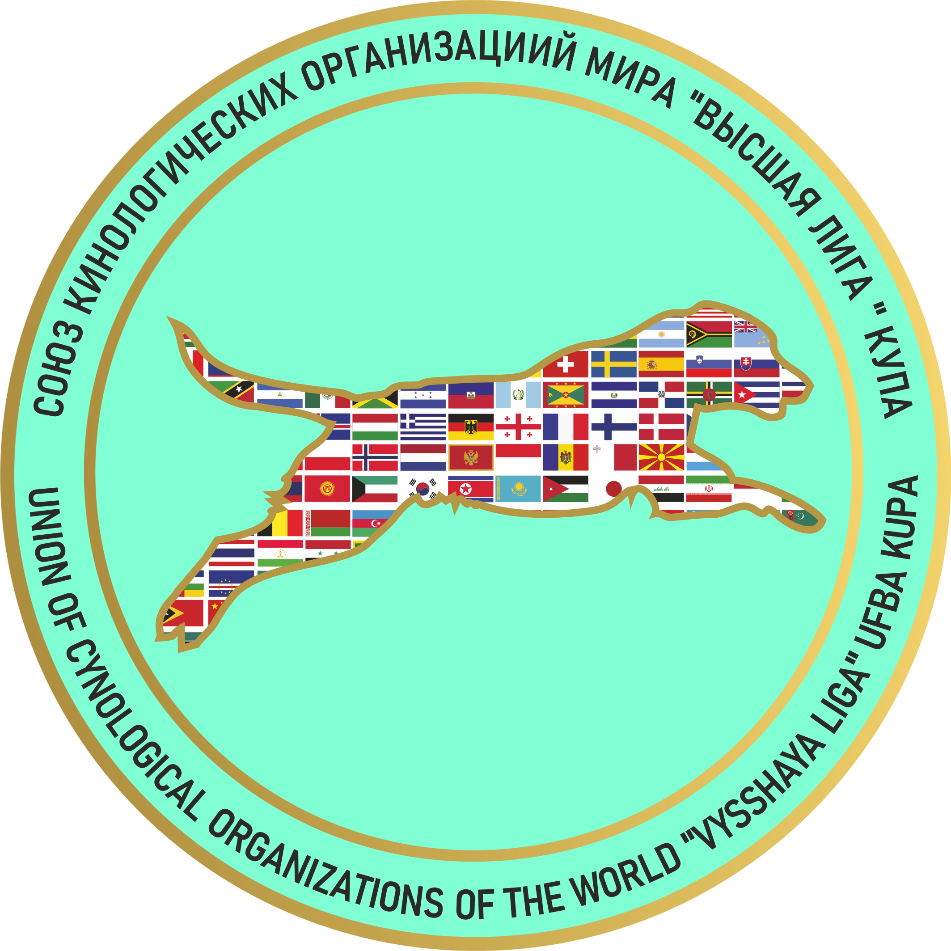 СОЮЗ КИНОЛОГИЧЕСКИХ ОРГАНИЗАЦИИЙ МИРА "ВЫСШАЯ ЛИГА " КУПА
UNION OF CYNOLOGICAL ORGANIZATIONS OF THE WORLD "VYSSHAYA LIGA" UFBA KUPA